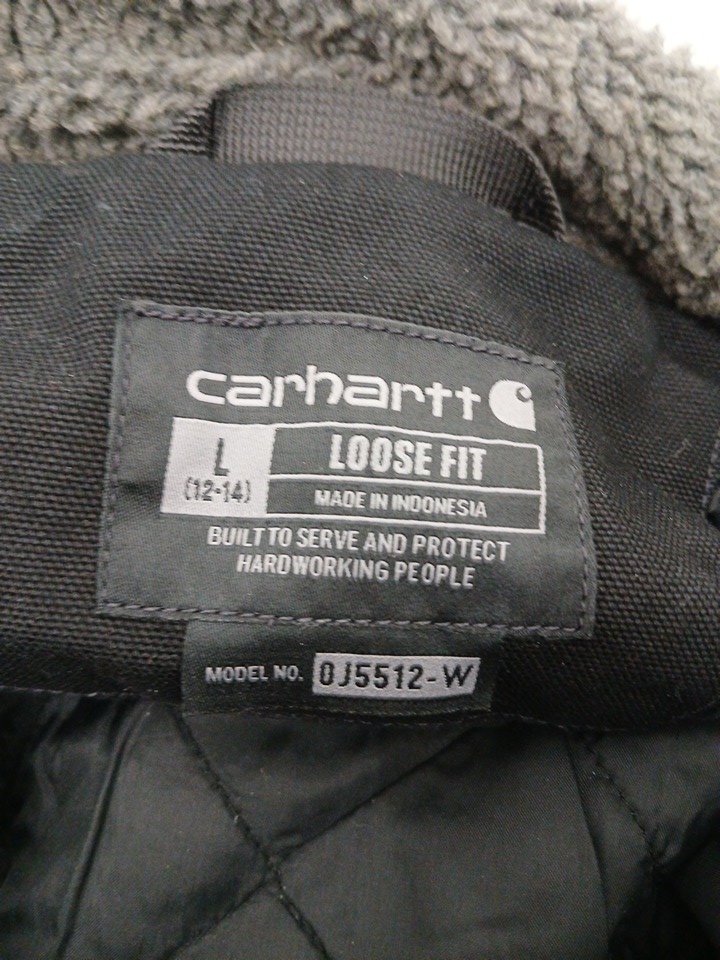 carhartt
L
(12-14)
LOOSE FIT
MADE IN INDONESIA
BUILT TO SERVE AND PROTECT
HARDWORKING PEOPLE
MODEL NO. 0J5512-W